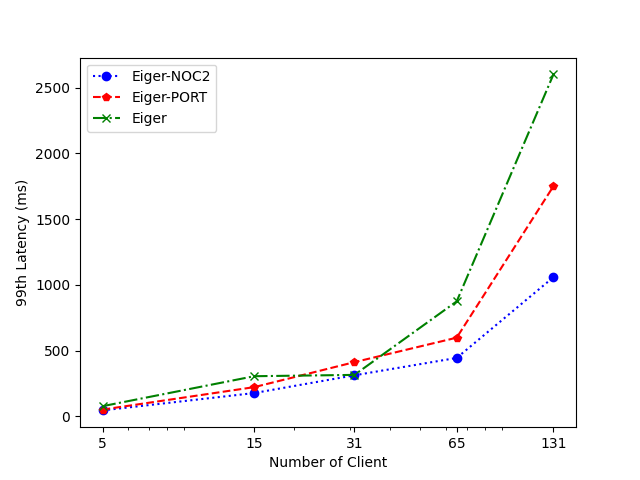 Eiger-NOC2
Eiger-PORT
Eiger
2500
2000
1500
1000
500
0
99th Latency (ms)
5 15 31 65 131
Number of Client